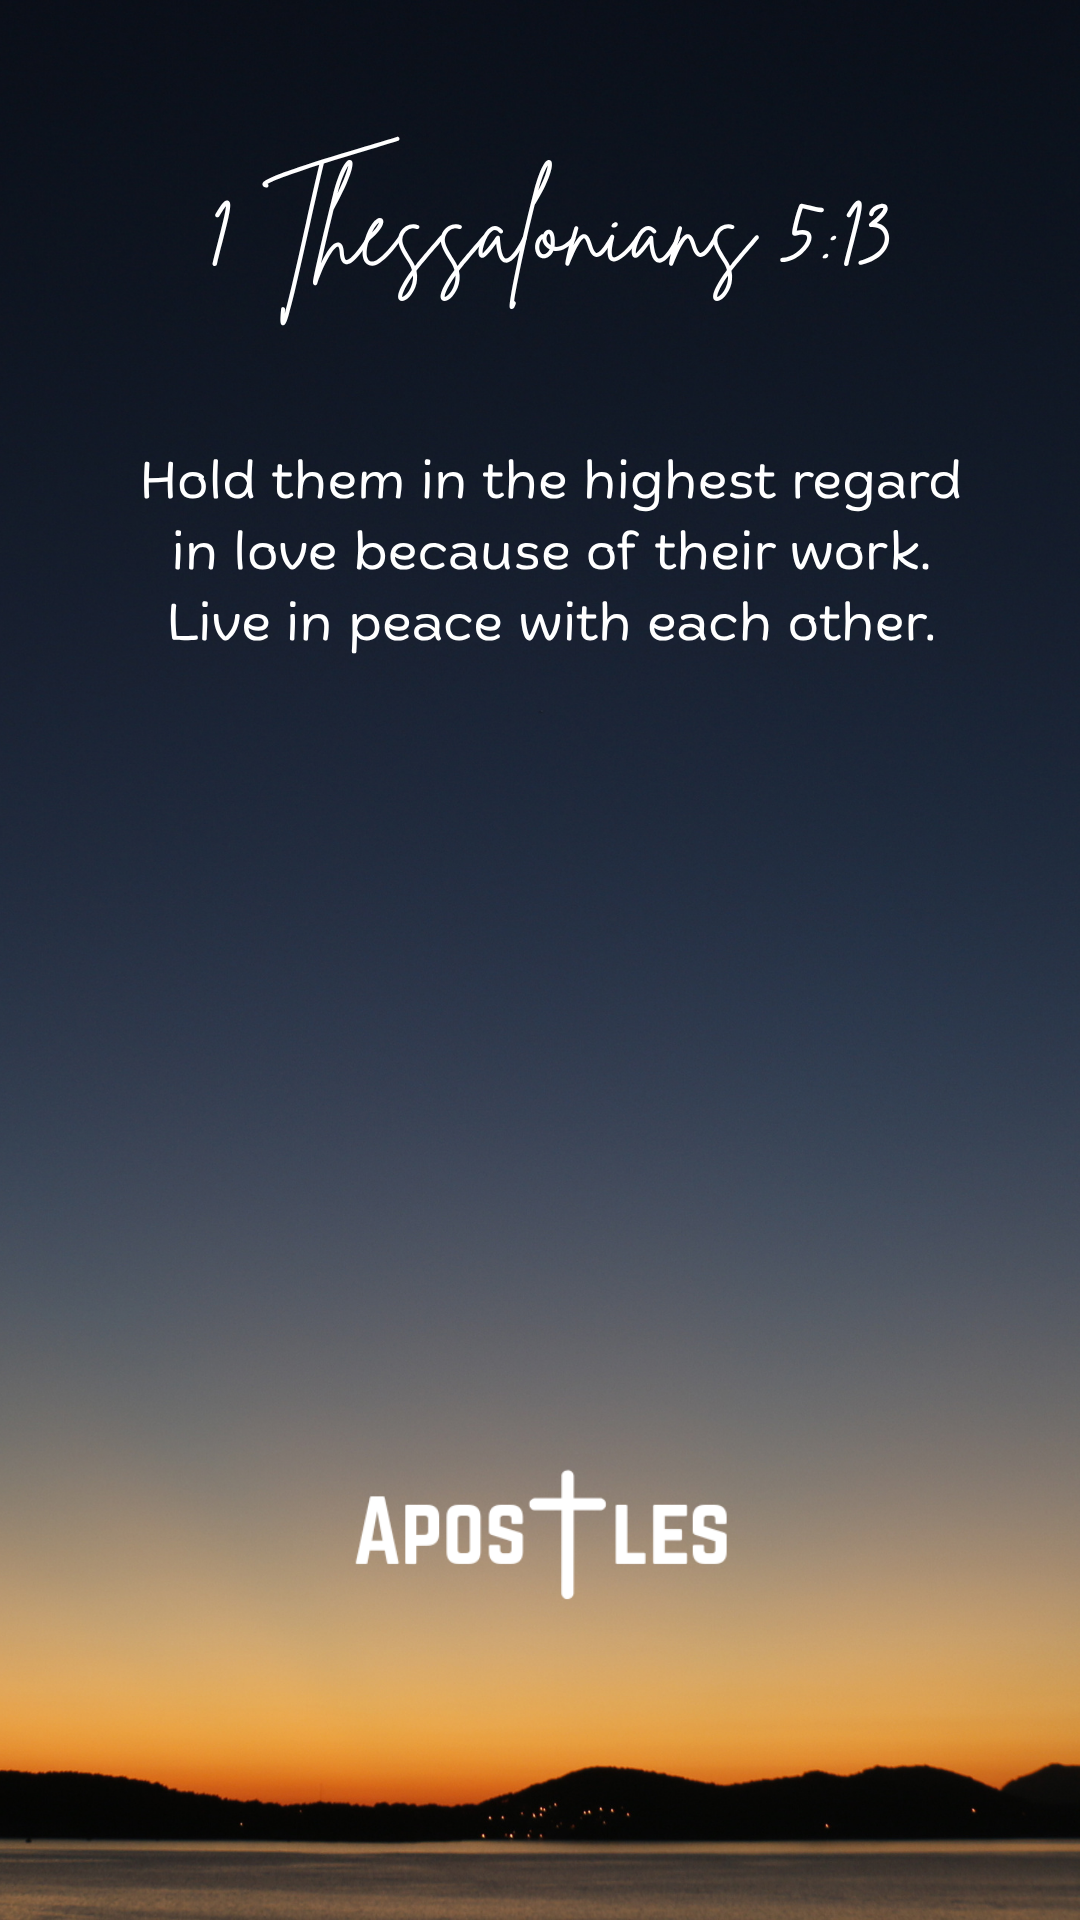 1 Thessalonians 5:13
Hold them in the highest regard
in love because of their work.
Live in peace with each other.
Apostles